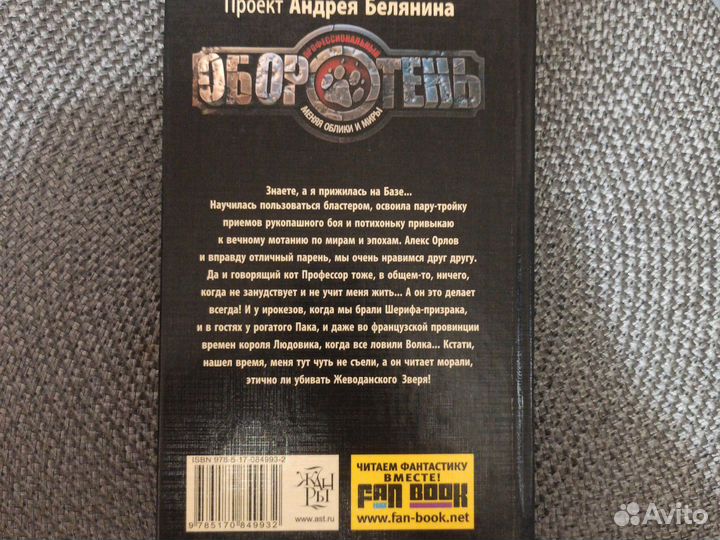 Проект Андрея Белянина
ПРОФЕССИОНАЛЬНЫЙ
ОБОРОТЕНЬ
МЕНЯЯ ОБЛИКИ И МИРЫ
Знаете, а я прижилась на Базе...
Научилась пользоваться бластером, освоила пару-тройку
приемов рукопашного боя и потихоньку привыкаю
к вечному мотанию по мирам и эпохам. Алекс Орлов
и вправду отличный парень, мы очень нравимся друг другу.
Да и говорящий кот Профессор тоже, в общем-то, ничего,
когда не занудствует и не учит меня жить... А он это делает
всегда! И у ирокезов, когда мы брали Шерифа-призрака,
и в гостях у рогатого Пака, и даже во французской провинции
времен короля Людовика, когда все ловили Волка... Кстати,
нашел время, меня тут чуть не съели, а он читает морали,
этично ли убивать Жеводанского Зверя!
ISBN 978-5-17-084993-2
9785170849932
ЖАНРЫ
www.ast.ru
ЧИТАЕМ ФАНТАСТИКУ
ВМЕСТЕ!
FAN BOOK
www.fan-book.net
Avito